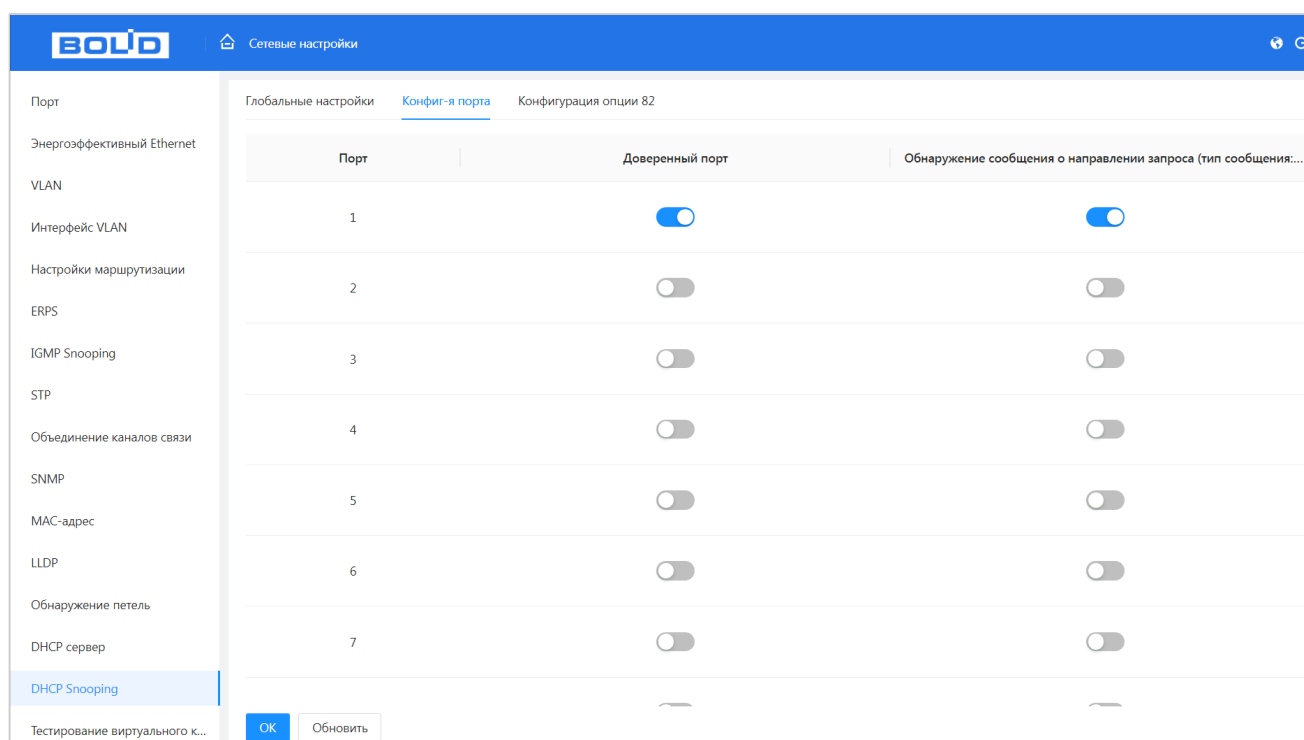 BOLID
Сетевые настройки
Порт
Энергоэффективный Ethernet
VLAN
Интерфейс VLAN
Настройки маршрутизации
ERPS
IGMP Snooping
STP
Объединение каналов связи
SNMP
MAC-адрес
LLDP
Обнаружение петель
DHCP сервер
DHCP Snooping
Тестирование виртуального к...
Глобальные настройки Конфиг-я порта Конфигурация опции 82
Порт Доверенный порт Обнаружение сообщения о направлении запроса (тип сообщения:...
1
2
3
4
5
6
7
ОК Обновить